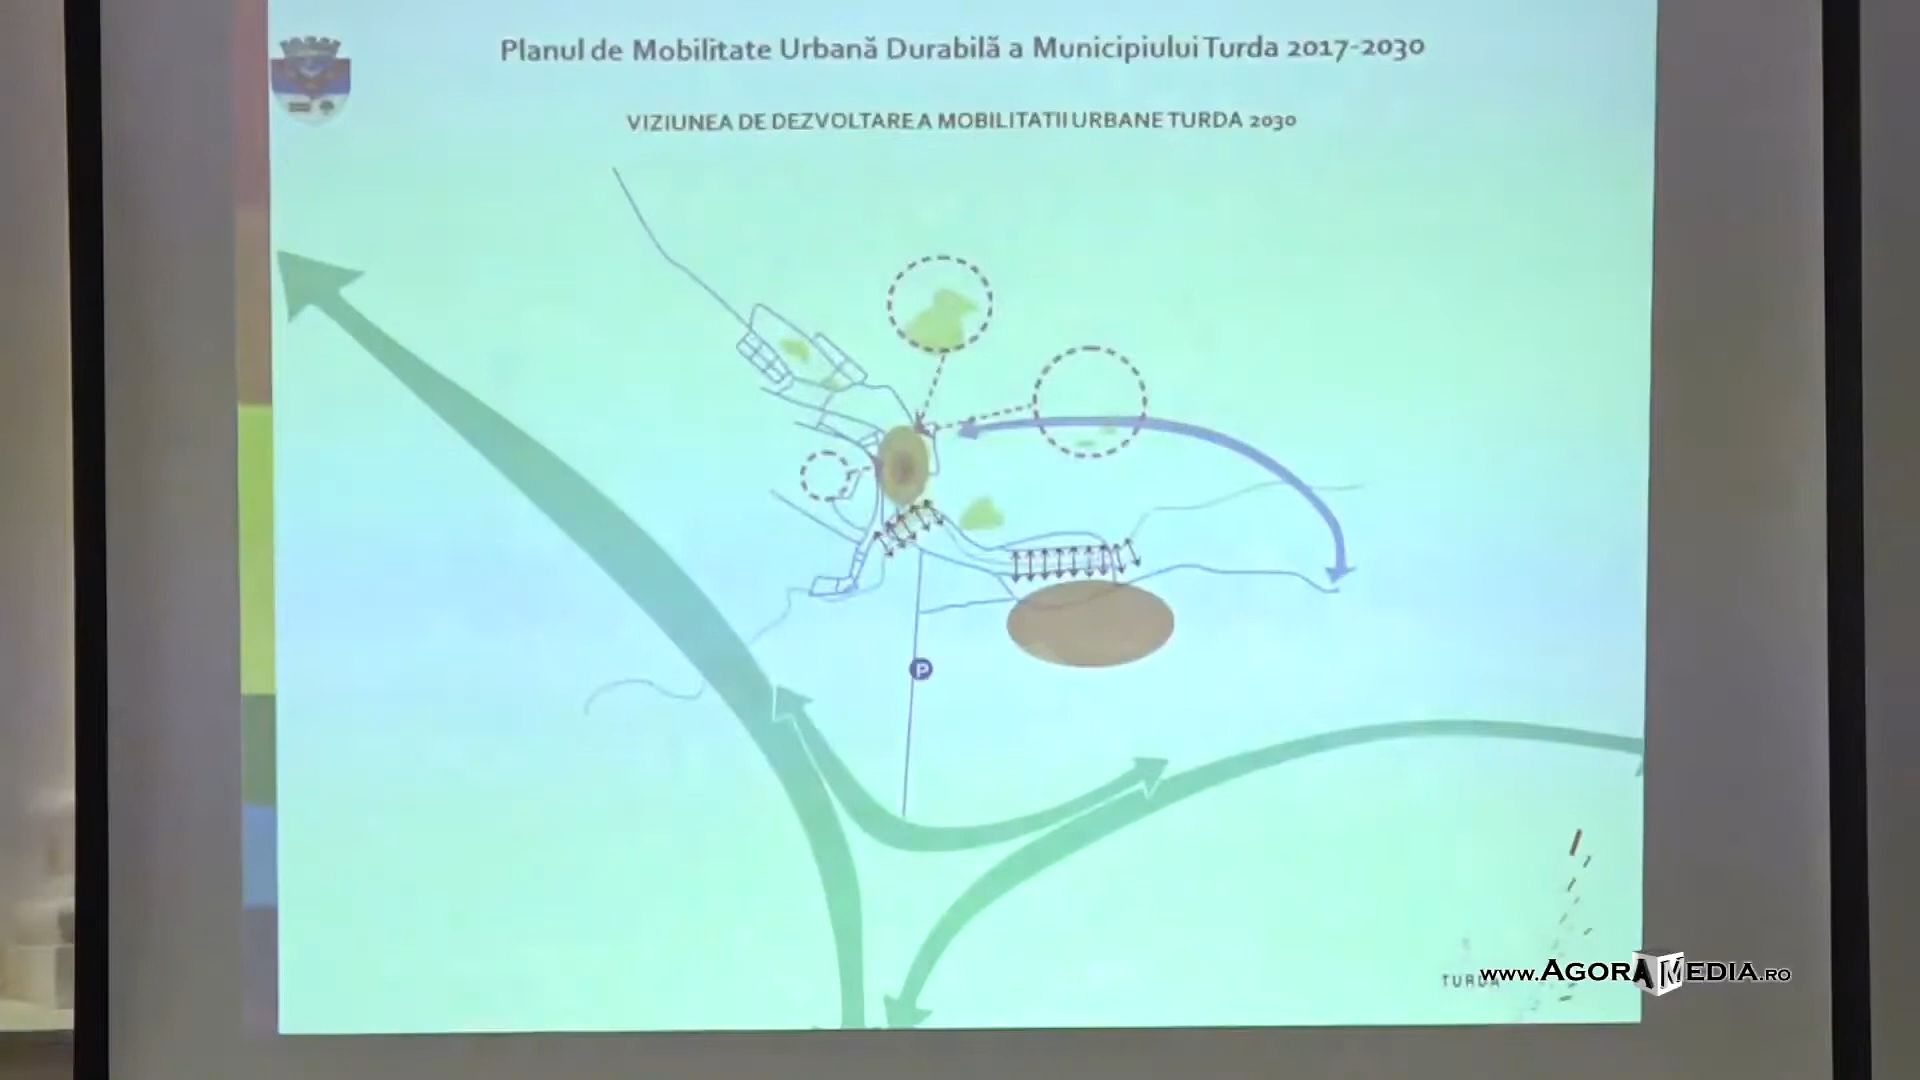 Planul de Mobilitate Urbană Durabilă a Municipiului Turda 2017-2030
VIZIUNEA DE DEZVOLTARE A MOBILITATII URBANE TURDA 2030
P
TURDA
www.AGORAMEDIA.RO